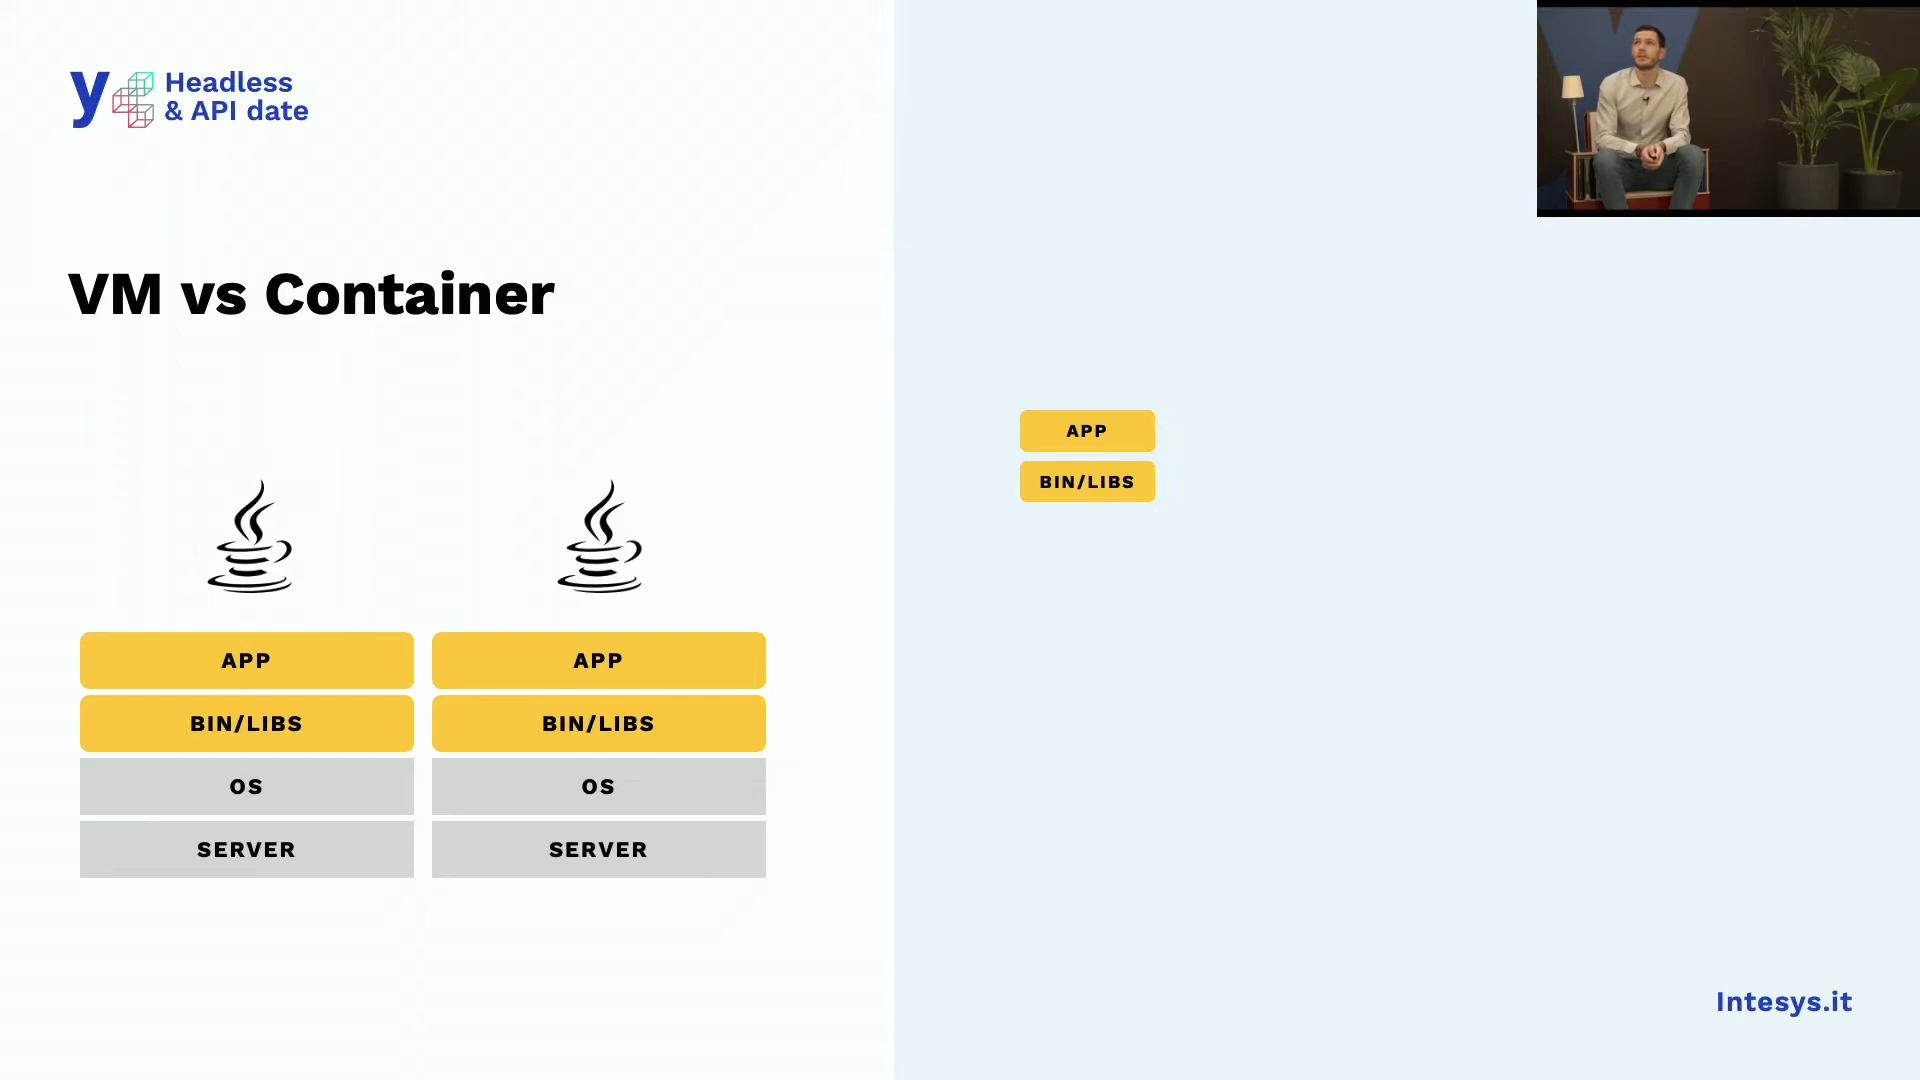 y
Headless
& API date
VM vs Container
APP
BIN/LIBS
OS
SERVER
APP
BIN/LIBS
OS
SERVER
APP
BIN/LIBS
Intesys.it